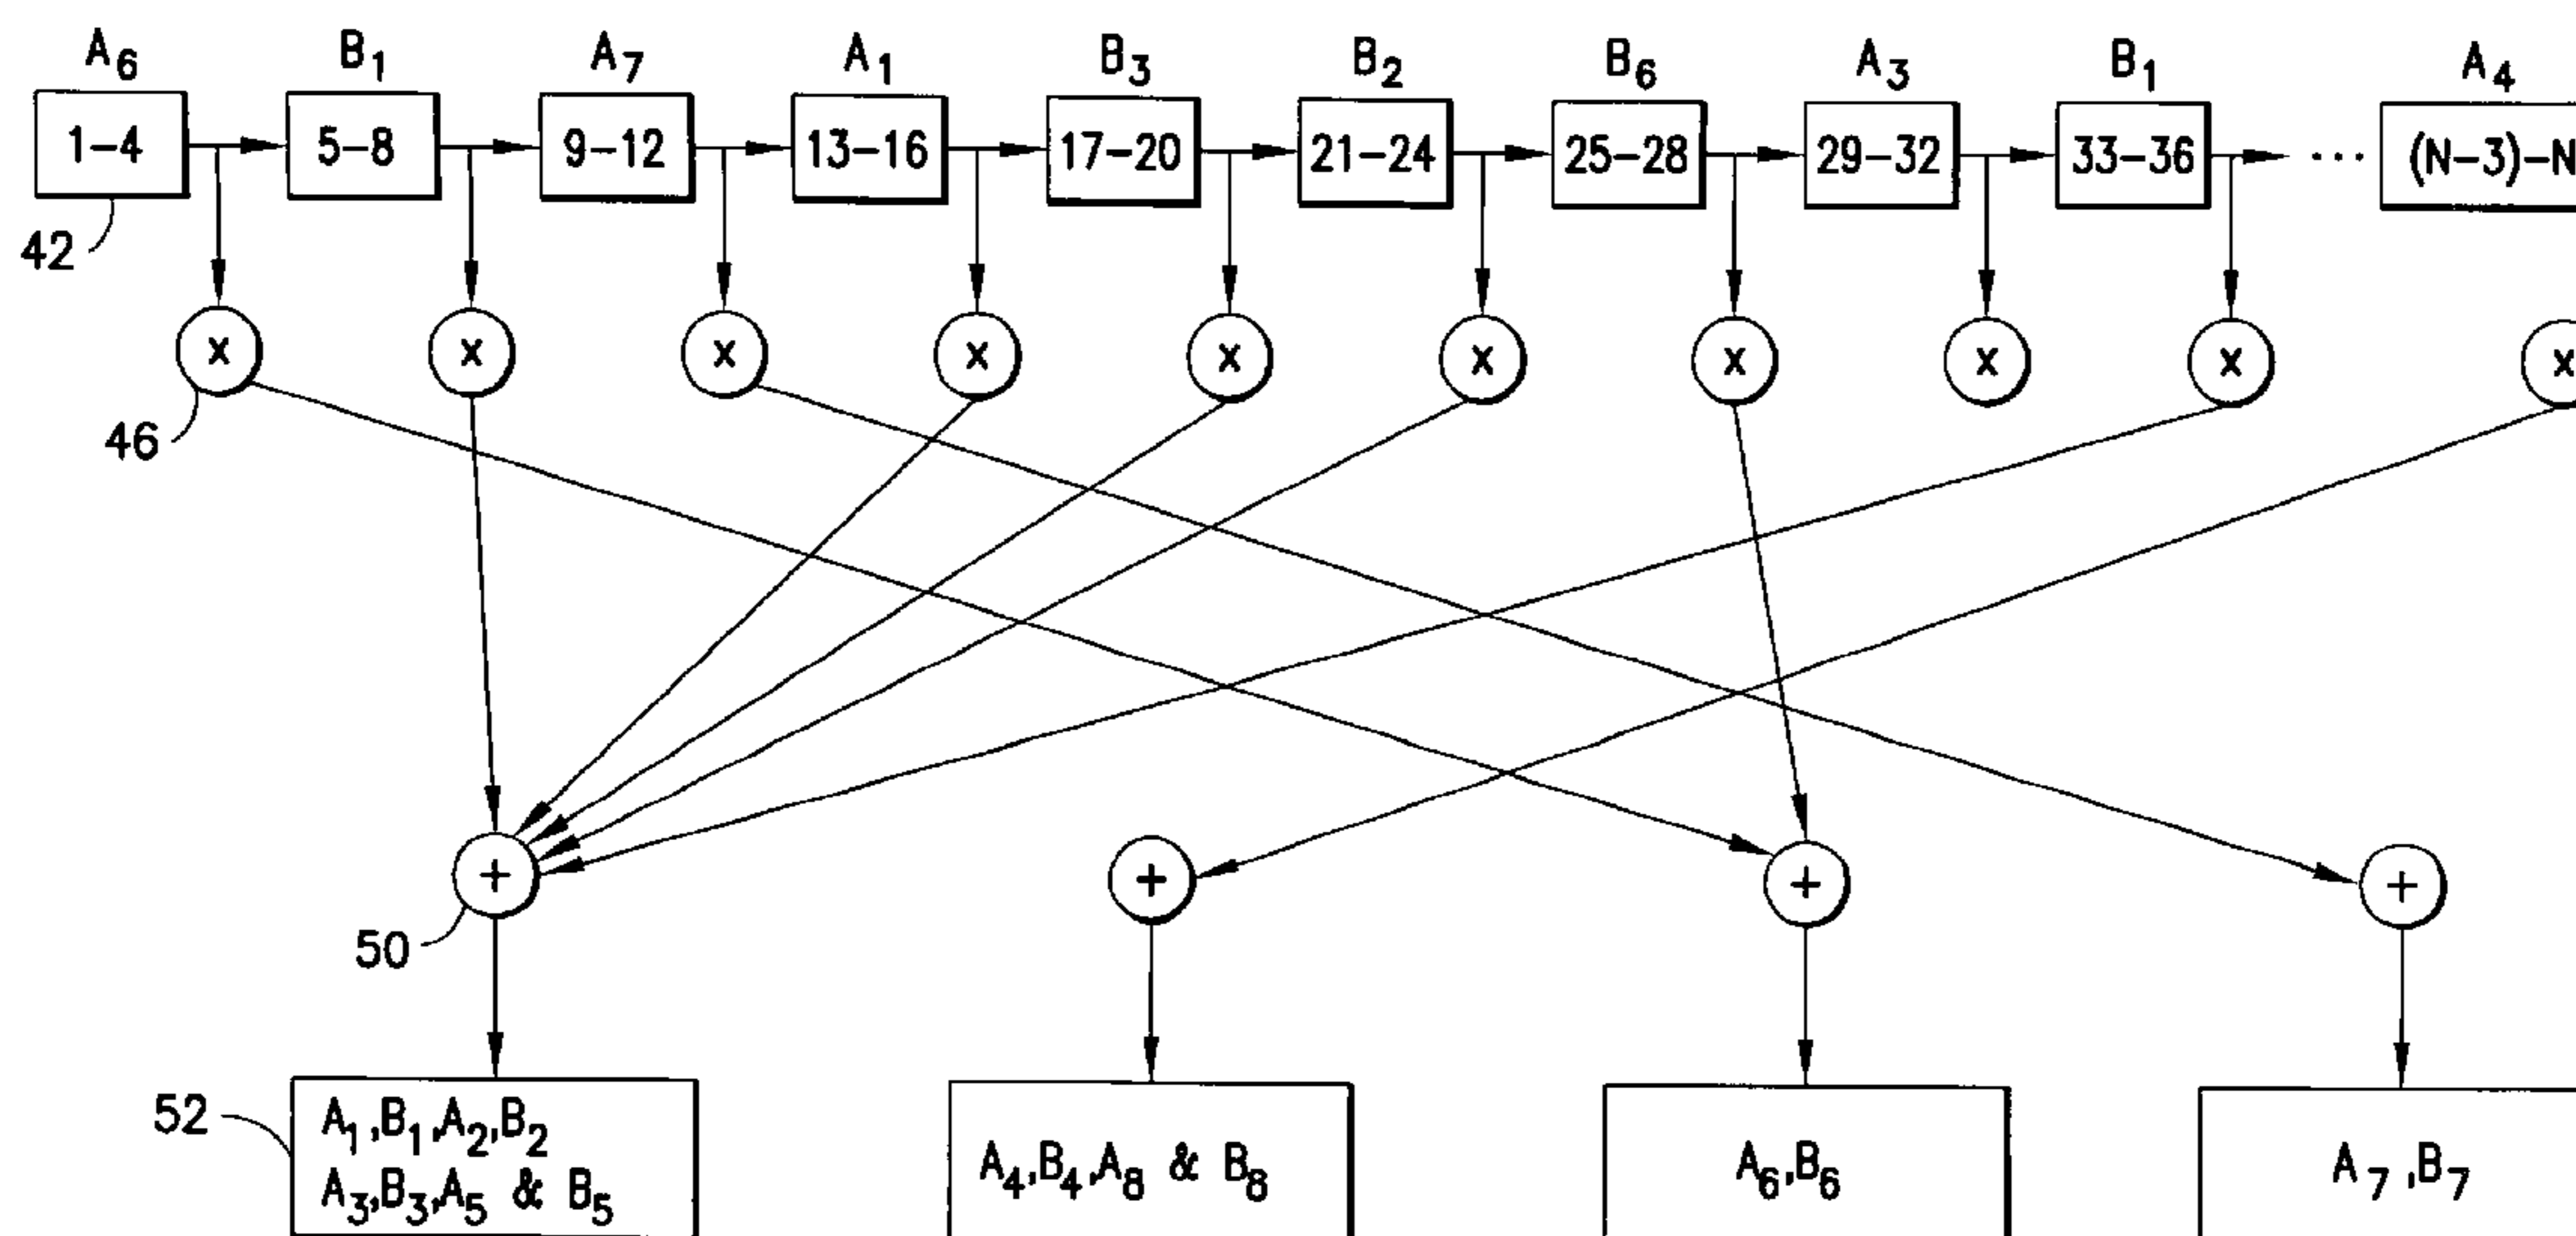 A6 B1 A7 A1 B3 B2 B6 A3 B1 A4
1-4 5-8 9-12 13-16 17-20 21-24 25-28 29-32 33-36 ... (N-3)-N
42
x x x x x x x x x x
46
+ + + +
50
52
A1,B1,A2,B2
A3,B3,A5 & B5
A4,B4,A8 & B8
A6,B6
A7,B7